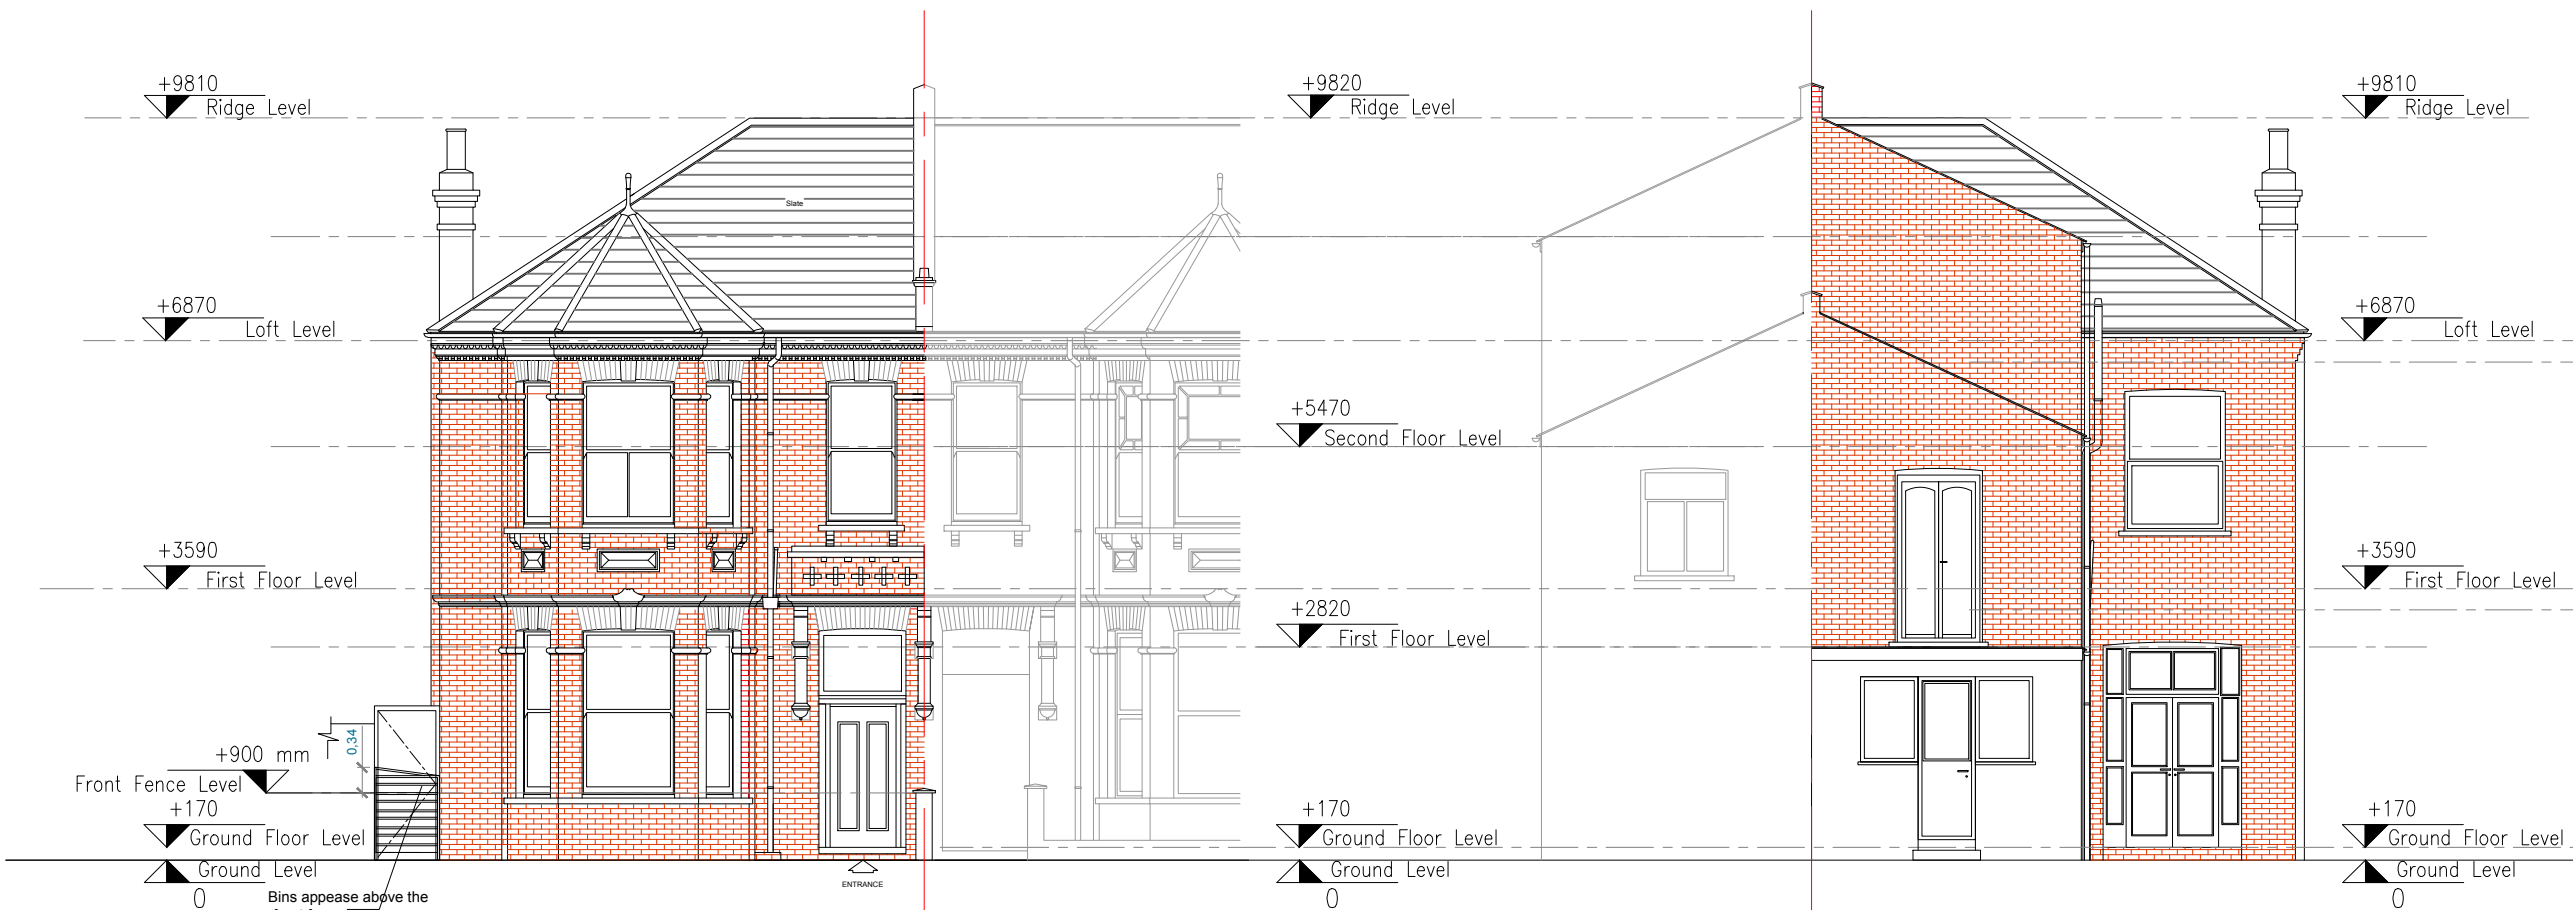 +9810
Ridge Level
+9820
Ridge Level
+9810
Ridge Level
Slate
+6870
Loft Level
+6870
Loft Level
+5470
Second Floor Level
+3590
First Floor Level
+3590
First Floor Level
+2820
First Floor Level
0,34
+900 mm
Front Fence Level
+170
Ground Floor Level
+170
Ground Floor Level
+170
Ground Floor Level
Ground Level
0
Ground Level
0
Ground Level
0
ENTRANCE
Bins appease above the